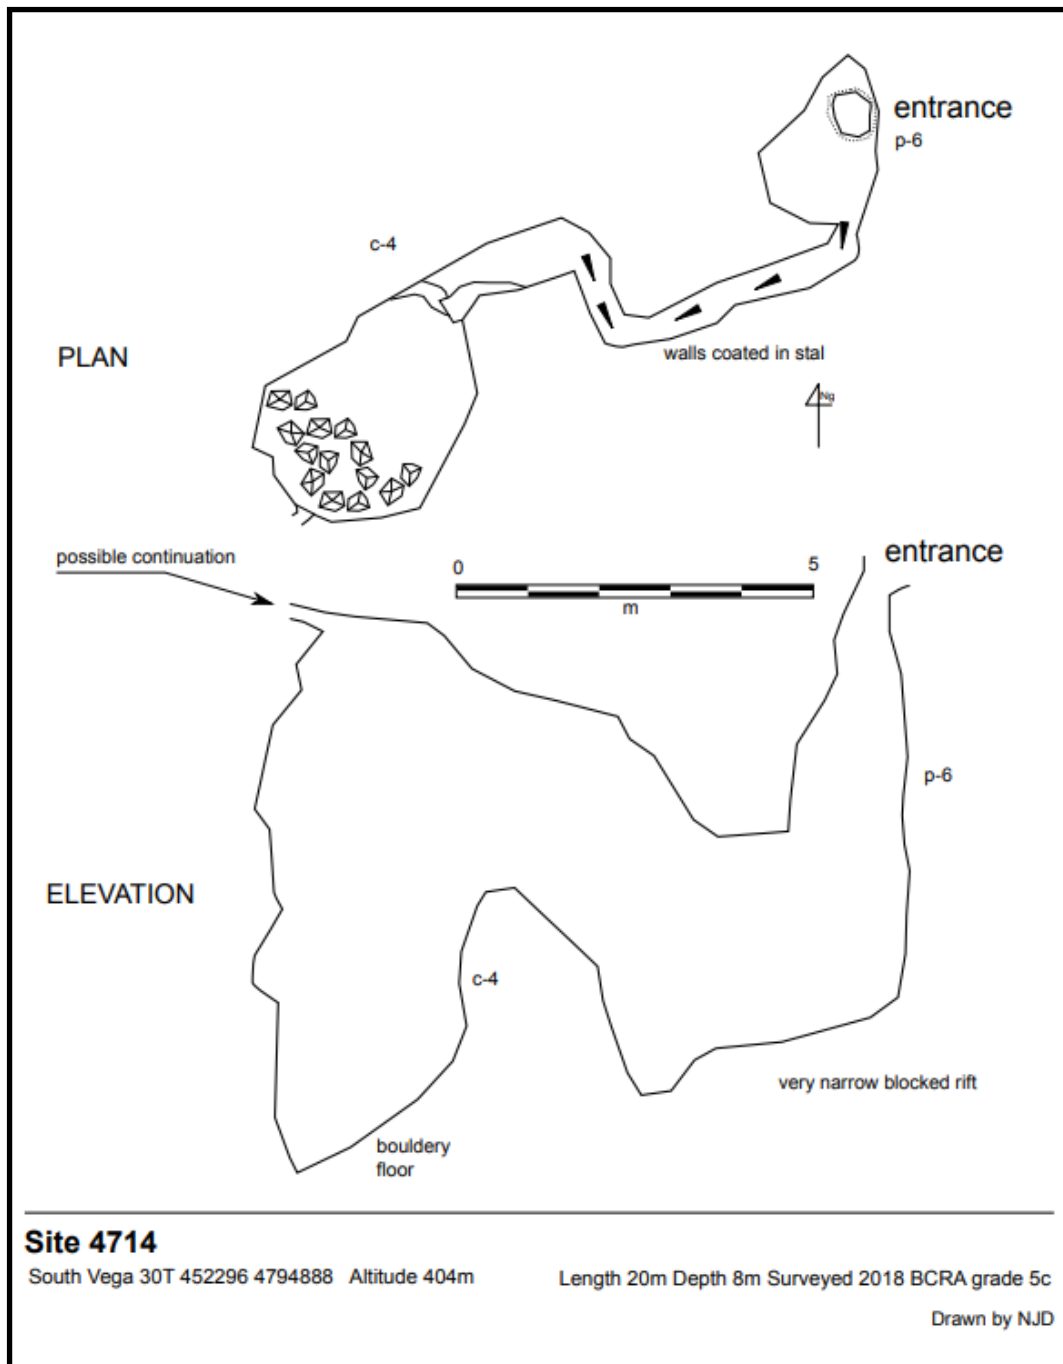 entrance
p-6
c-4
PLAN
walls coated in stal
Ng
possible continuation
0
5
m
entrance
p-6
ELEVATION
c-4
very narrow blocked rift
bouldery
floor
Site 4714
South Vega 30T 452296 4794888 Altitude 404m
Length 20m Depth 8m Surveyed 2018 BCRA grade 5c
Drawn by NJD